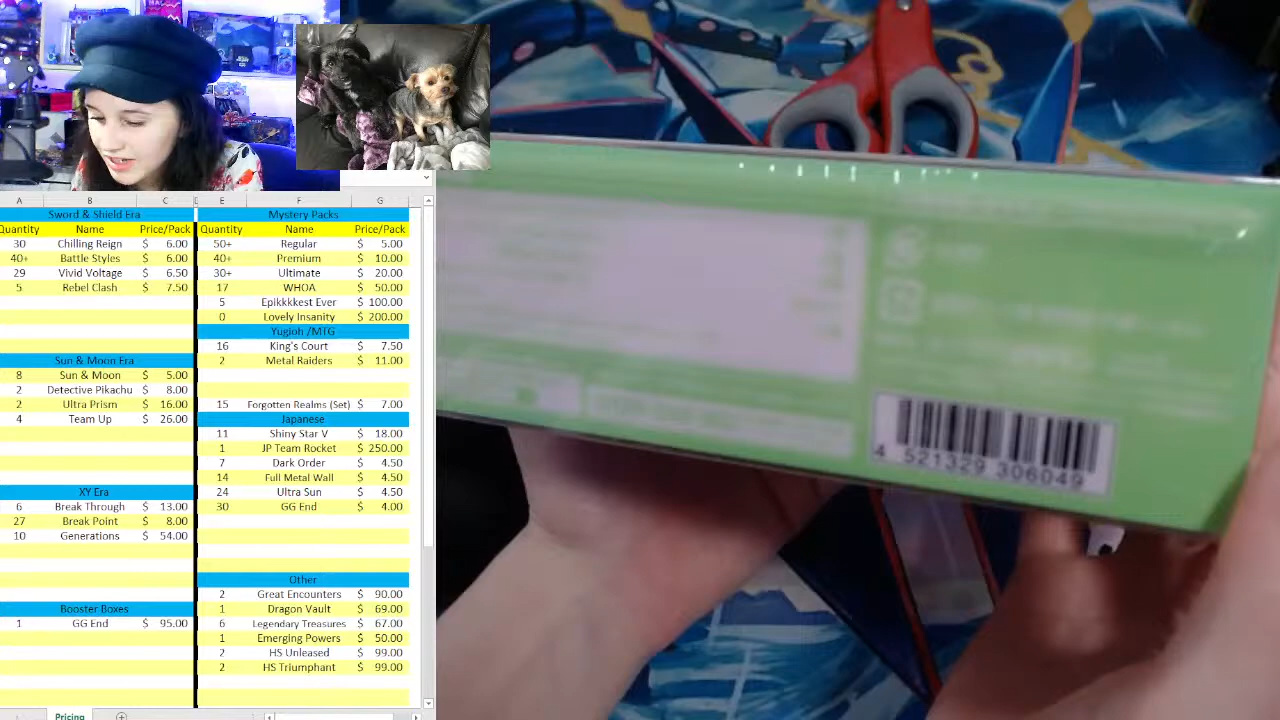 A B C E F G
Sword & Shield Era Mystery Packs
Quantity Name Price/Pack Quantity Name Price/Pack
30 Chilling Reign $ 6.00 50+ Regular $ 5.00
40+ Battle Styles $ 6.00 40+ Premium $ 10.00
29 Vivid Voltage $ 6.50 30+ Ultimate $ 20.00
5 Rebel Clash $ 7.50 17 WHOA $ 50.00
5 Epikkkkest Ever $ 100.00
0 Lovely Insanity $ 200.00
Yugioh /MTG
16 King's Court $ 7.50
Sun & Moon Era 2 Metal Raiders $ 11.00
8 Sun & Moon $ 5.00
2 Detective Pikachu $ 8.00
2 Ultra Prism $ 16.00 15 Forgotten Realms (Set) $ 7.00
4 Team Up $ 26.00 Japanese
11 Shiny Star V $ 18.00
1 JP Team Rocket $ 250.00
7 Dark Order $ 4.50
14 Full Metal Wall $ 4.50
XY Era 24 Ultra Sun $ 4.50
6 Break Through $ 13.00 30 GG End $ 4.00
27 Break Point $ 8.00
10 Generations $ 54.00
Other
2 Great Encounters $ 90.00
Booster Boxes 1 Dragon Vault $ 69.00
1 GG End $ 95.00 6 Legendary Treasures $ 67.00
1 Emerging Powers $ 50.00
2 HS Unleased $ 99.00
2 HS Triumphant $ 99.00
Pricing
4 521329 306049